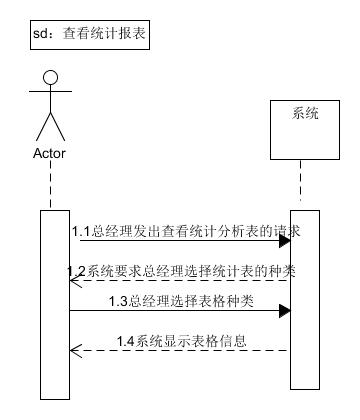 sd：查看统计报表
系统
Actor
1.1总经理发出查看统计分析表的请求
1.2系统要求总经理选择统计表的种类
1.3总经理选择表格种类
1.4系统显示表格信息